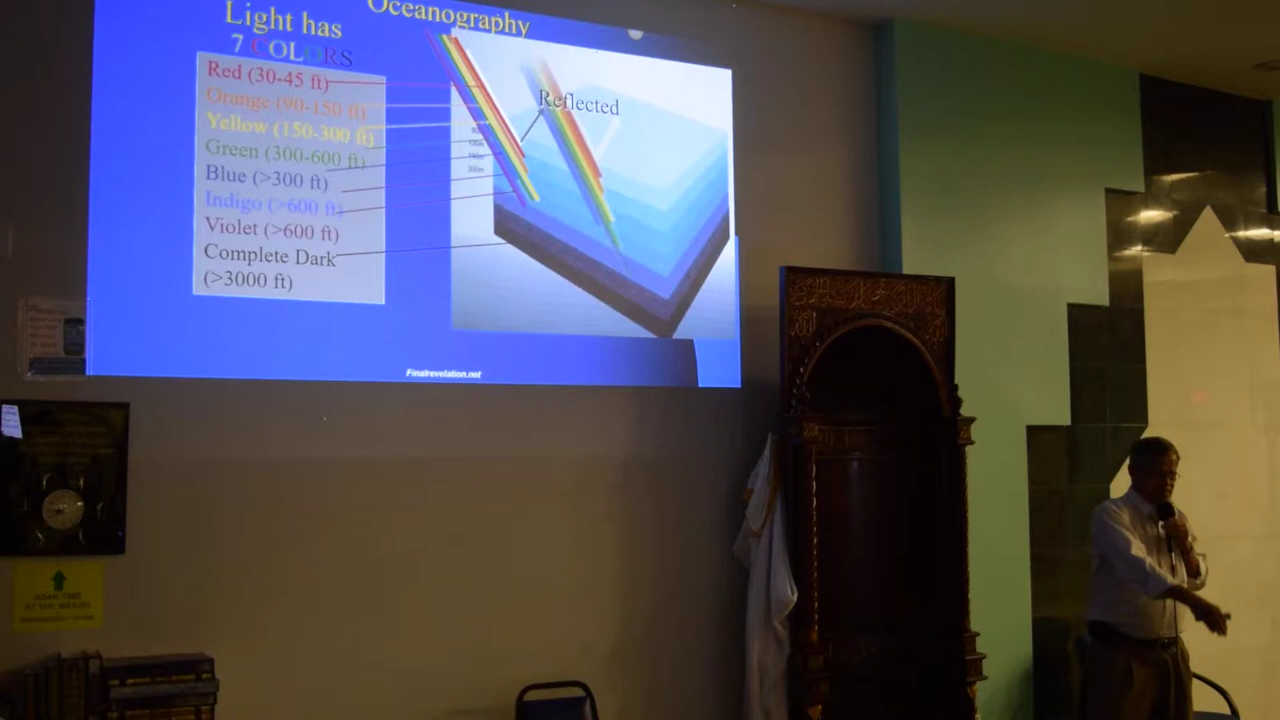 Oceanography
Light has
7 COLORS
Red (30-45 ft)
Orange (90-150 ft)
Yellow (150-300 ft)
Green (300-600 ft)
Blue (>300 ft)
Indigo (>600 ft)
Violet (>600 ft)
Complete Dark
(>3000 ft)
Reflected
Finalrevelation.net